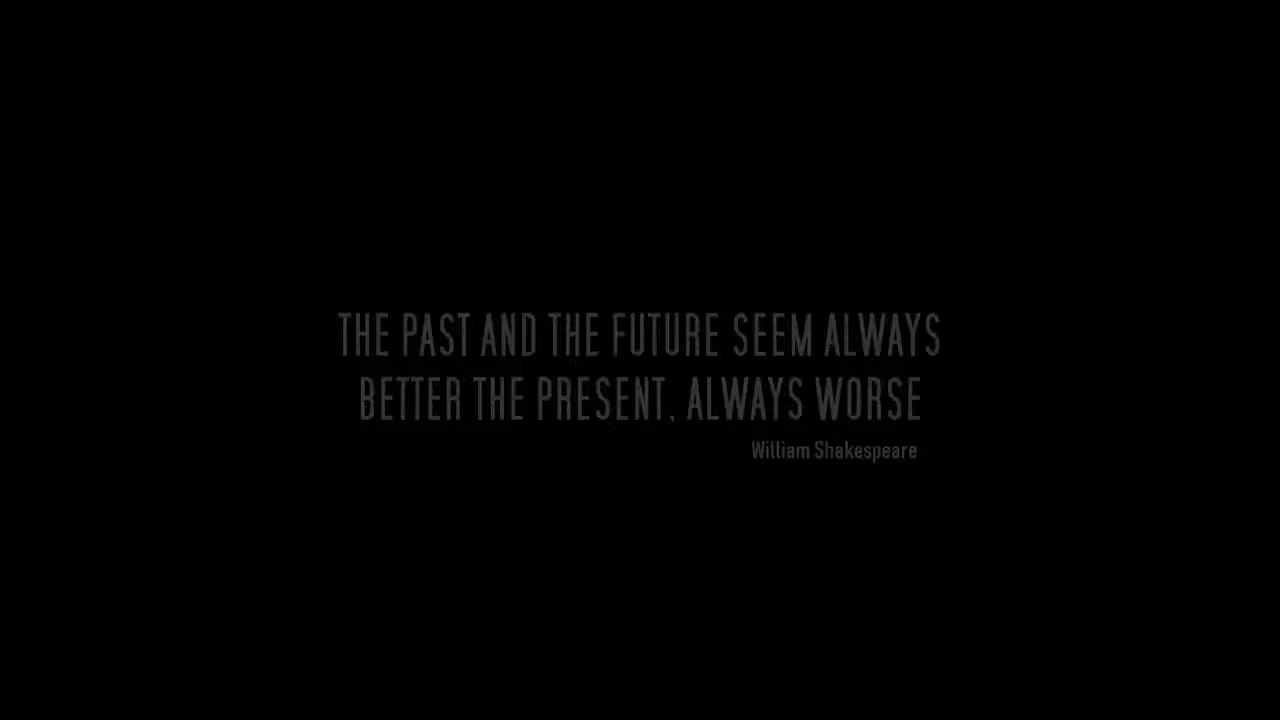 THE PAST AND THE FUTURE SEEM ALWAYS
BETTER THE PRESENT, ALWAYS WORSE
William Shakespeare